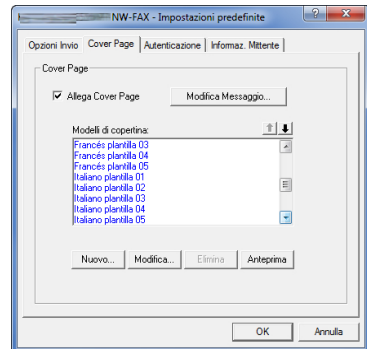 NW-FAX - Impostazioni predefinite
Opzioni Invio Cover Page Autenticazione Informaz. Mittente
Cover Page
Allega Cover Page Modifica Messaggio...
Modelli di copertina:
Francés plantilla 03
Francés plantilla 04
Francés plantilla 05
Italiano plantilla 01
Italiano plantilla 02
Italiano plantilla 03
Italiano plantilla 04
Italiano plantilla 05
Nuovo... Modifica... Elimina Anteprima
OK Annulla